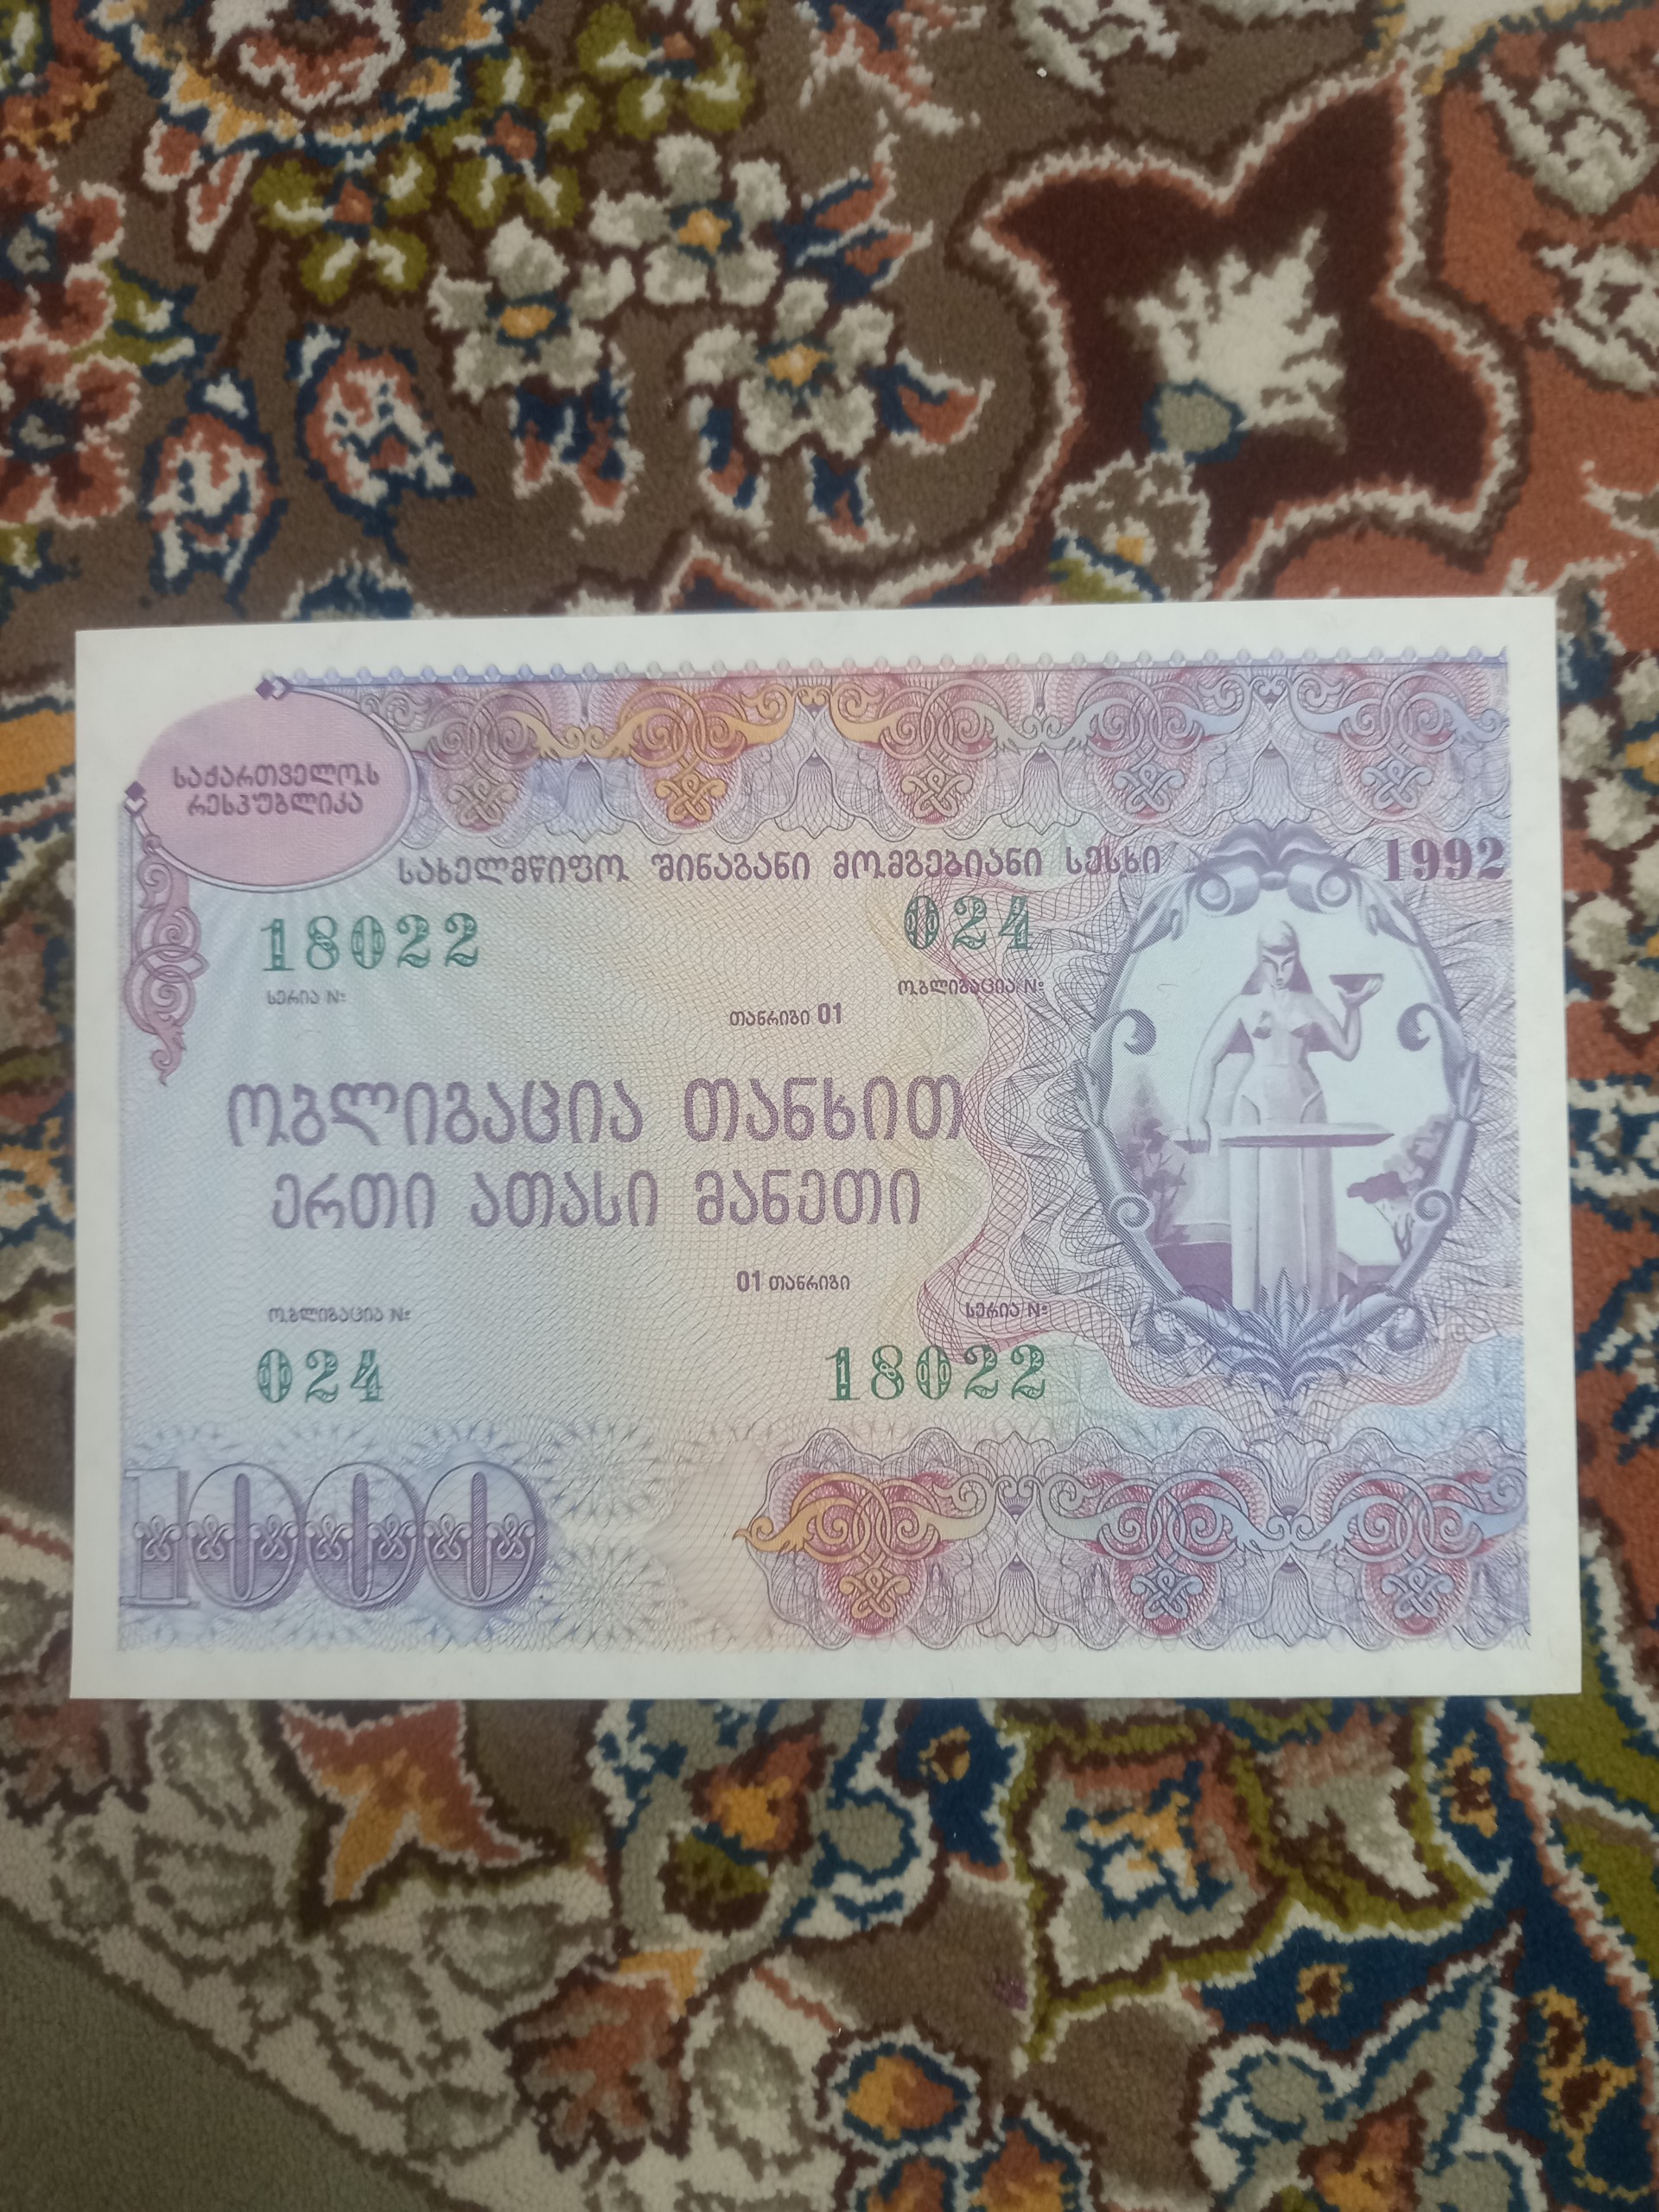 საქართველოს
რესპუბლიკა
სახელმწიფო შინაგანი მომგებიანი სესხი 1992
18022 024
სერია № ობლიგაცია №
თანრიგი 01
ობლიგაცია თანხით
ერთი ათასი მანეთი
01 თანრიგი
ობლიგაცია № სერია №
024 18022
1000